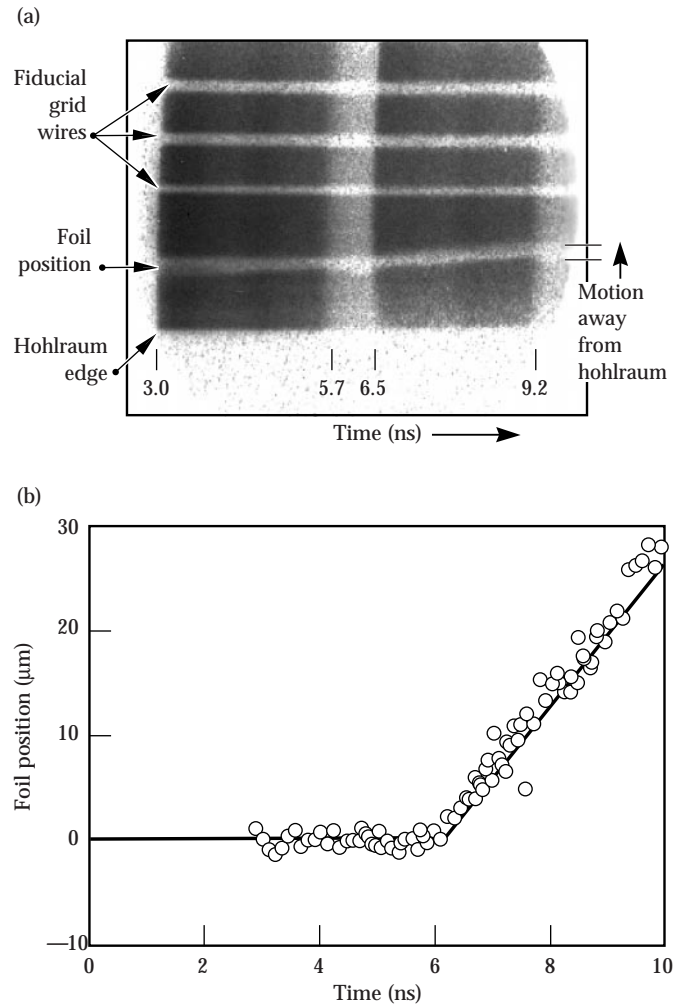 (a)
Fiducial
grid
wires
Foil
position
Hohlraum
edge
Motion
away
from
hohlraum
3.0 5.7 6.5 9.2
Time (ns)
(b)
30
20
10
0
—10
Foil position (μm)
0 2 4 6 8 10
Time (ns)